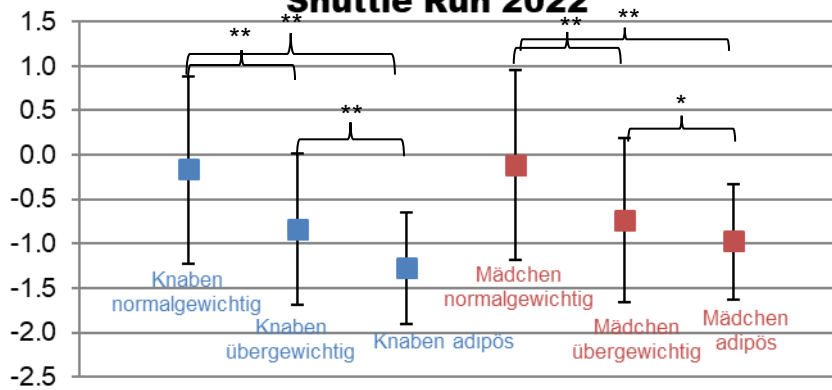 Shuttle Run 2022
1.5
1.0
0.5
0.0
-0.5
-1.0
-1.5
-2.0
-2.5
**
**
**
**
**
*
Knaben
normalgewichtig
Knaben
übergewichtig
Knaben adipös
Mädchen
normalgewichtig
Mädchen
übergewichtig
Mädchen
adipös